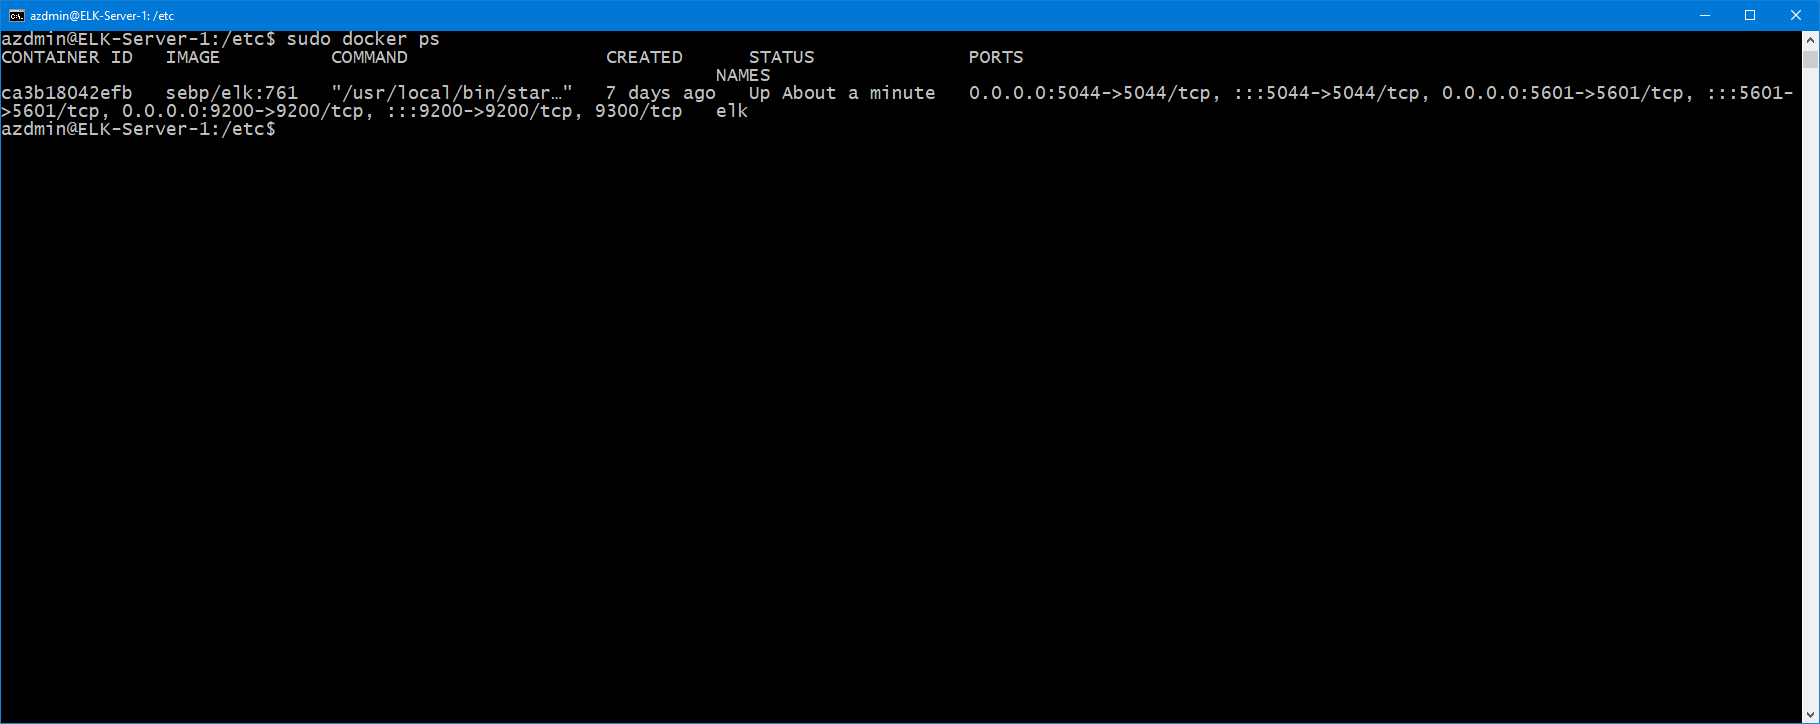 azdmin@ELK-Server-1: /etc
azdmin@ELK-Server-1:/etc$ sudo docker ps
CONTAINER ID   IMAGE          COMMAND                  CREATED      STATUS              PORTS
                                                                 NAMES
ca3b18042efb   sebp/elk:761   "/usr/local/bin/star…"   7 days ago   Up About a minute   0.0.0.0:5044->5044/tcp, :::5044->5044/tcp, 0.0.0.0:5601->5601/tcp, :::5601-
>5601/tcp, 0.0.0.0:9200->9200/tcp, :::9200->9200/tcp, 9300/tcp   elk
azdmin@ELK-Server-1:/etc$